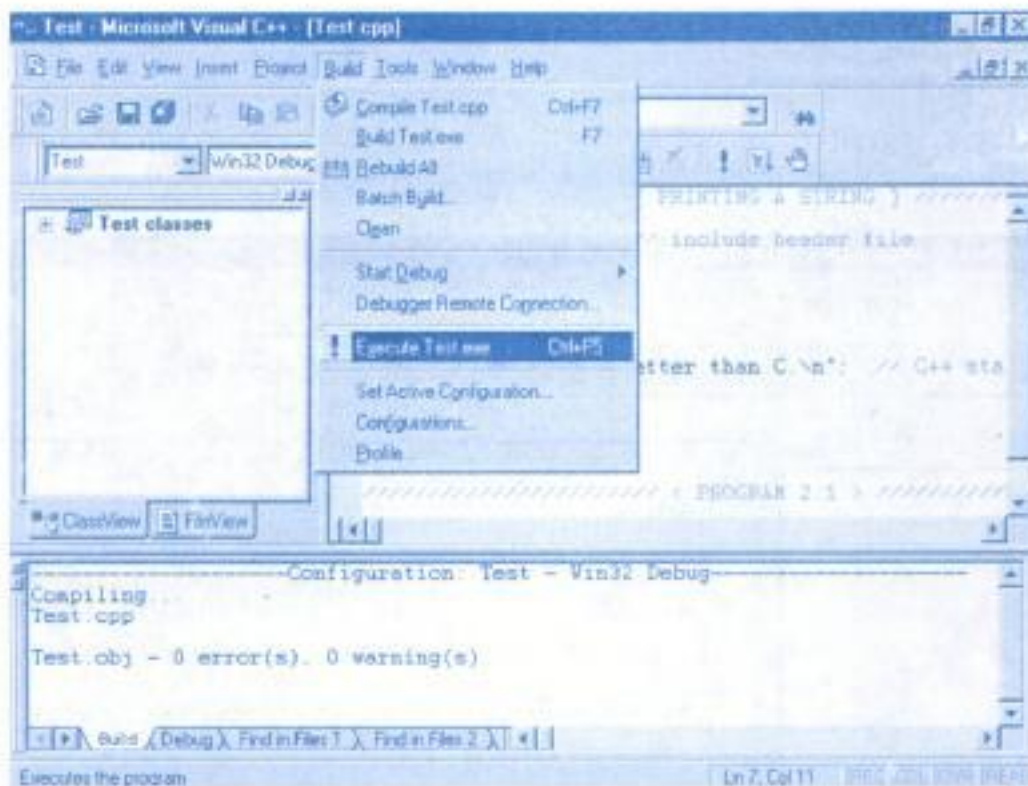 Test - Microsoft Visual C++ - [Test.cpp]
File Edit View Insert Project Build Tools Window Help
Compile Test.cpp Ctrl+F7
Build Test.exe F7
Test Win32 Debug
Rebuild All
Batch Build...
Clean
PRINTING A STRING ) ///////
Test classes
include header file
Start Debug
Debugger Remote Connection...
Execute Test.exe Ctrl+F5
etter than C.\n"; // C++ sta
Set Active Configuration...
Configurations...
Profile...
PROGRAM 2.1
ClassView FileView
Configuration: Test - Win32 Debug
Compiling...
Test.cpp
Test.obj - 0 error(s), 0 warning(s)
Build Debug Find in Files 1 Find in Files 2
Executes the program Ln 7, Col 11 REC COL OVR READ